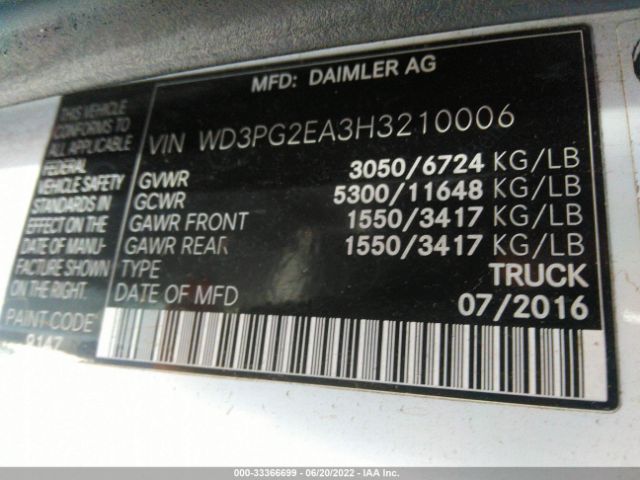 MFD: DAIMLER AG
VIN WD3PG2EA3H3210006
GVWR 3050/6724 KG/LB
GCWR 5300/11648 KG/LB
GAWR FRONT 1550/3417 KG/LB
GAWR REAR 1550/3417 KG/LB
TYPE TRUCK
DATE OF MFD 07/2016
THIS VEHICLE
CONFORMS TO
ALL APPLICABLE
FEDERAL
VEHICLE SAFETY
STANDARDS IN
EFFECT ON THE
DATE OF MANU-
FACTURE SHOWN
ON THE RIGHT.
PAINT-CODE
9147
000-33366699 - 06/20/2022 - IAA Inc.